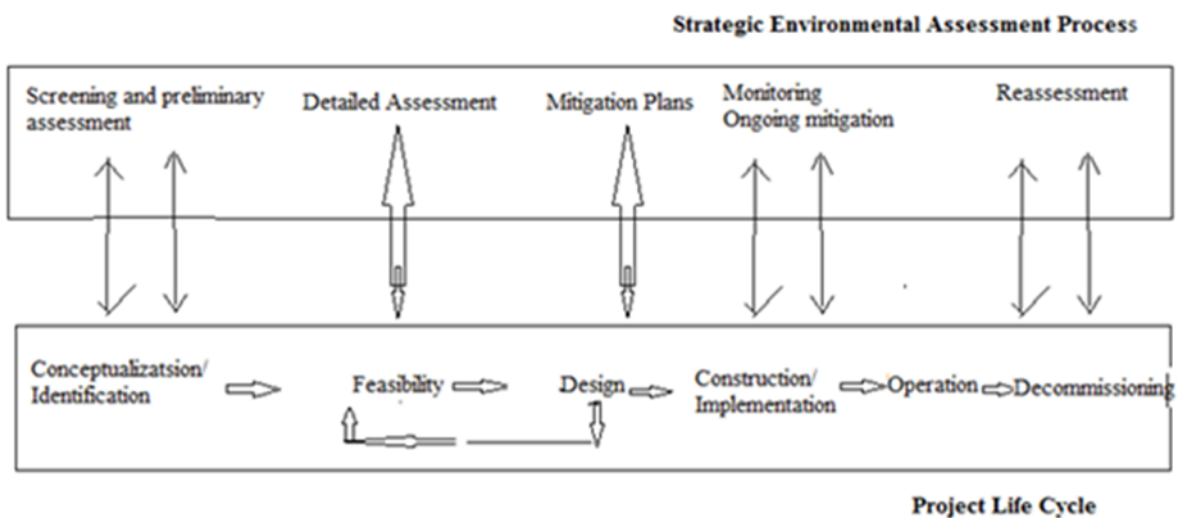 Strategic Environmental Assessment Process
Screening and preliminary
assessment
Detailed Assessment
Mitigation Plans
Monitoring
Ongoing mitigation
Reassessment
Conceptualizatsion/
Identification
Feasibility
Design
Construction/
Implementation
Operation
Decommissioning
Project Life Cycle